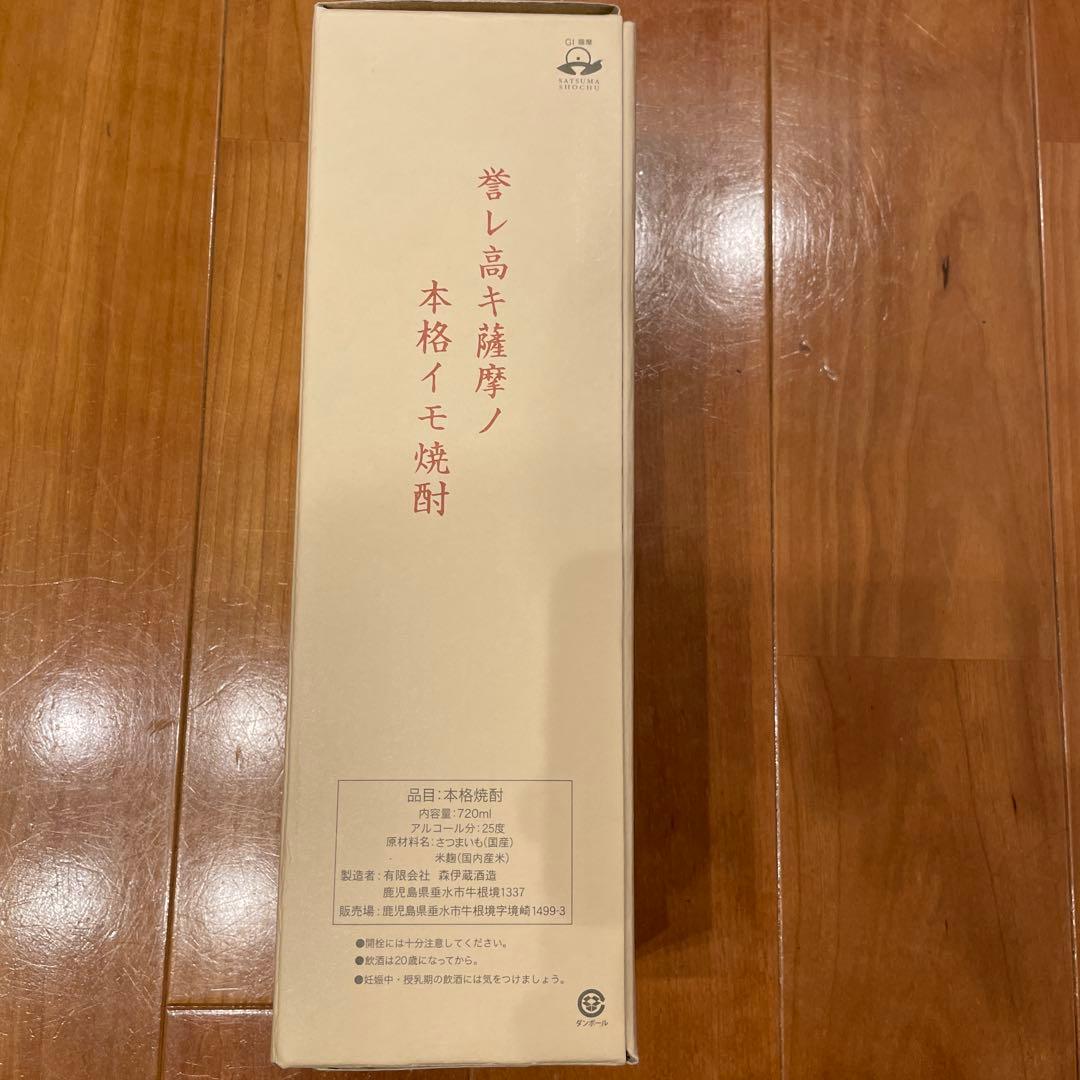 GI 薩摩
SATSUMA
SHOCHU
誉レ高キ薩摩ノ
本格イモ焼酎
品目:本格焼酎
内容量:720ml
アルコール分:25度
原材料名:さつまいも(国産)
米麹(国内産米)
製造者:有限会社 森伊蔵酒造
鹿児島県垂水市牛根境1337
販売場:鹿児島県垂水市牛根境字境崎1499-3
●開栓には十分注意してください。
●飲酒は20歳になってから。
●妊娠中・授乳期の飲酒には気をつけましょう。
ダンボール